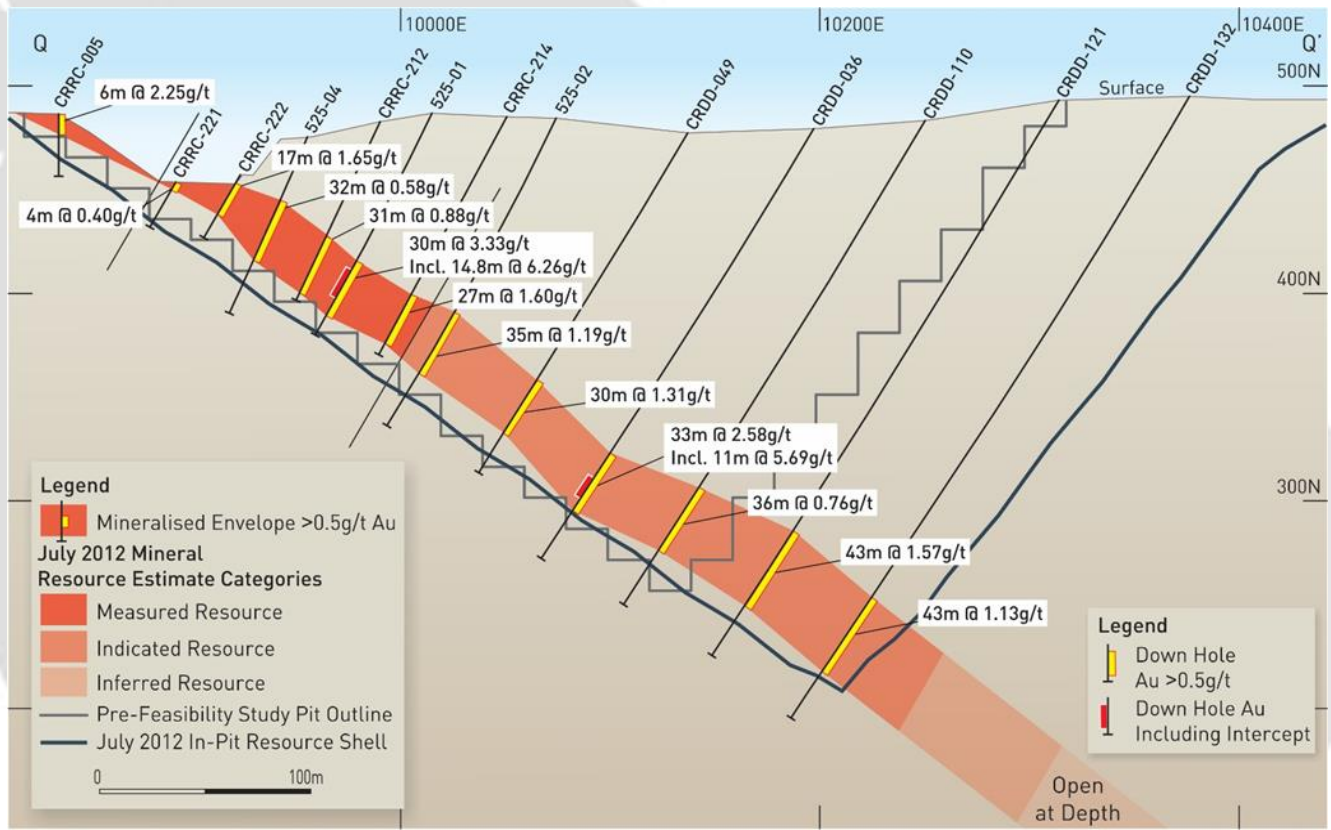 10000E
10200E
10400E
Q
Q'
500N
400N
300N
CRRC-005
CRRC-221
CRRC-222
525-04
CRRC-212
525-01
CRRC-214
525-02
CRDD-049
CRDD-036
CRDD-110
CRDD-121
CRDD-132
Surface
6m @ 2.25g/t
4m @ 0.40g/t
17m @ 1.65g/t
32m @ 0.58g/t
31m @ 0.88g/t
30m @ 3.33g/t
Incl. 14.8m @ 6.26g/t
27m @ 1.60g/t
35m @ 1.19g/t
30m @ 1.31g/t
33m @ 2.58g/t
Incl. 11m @ 5.69g/t
36m @ 0.76g/t
43m @ 1.57g/t
43m @ 1.13g/t
Open
at Depth
Legend
Mineralised Envelope >0.5g/t Au
July 2012 Mineral
Resource Estimate Categories
Measured Resource
Indicated Resource
Inferred Resource
Pre-Feasibility Study Pit Outline
July 2012 In-Pit Resource Shell
0 100m
Legend
Down Hole
Au >0.5g/t
Down Hole Au
Including Intercept